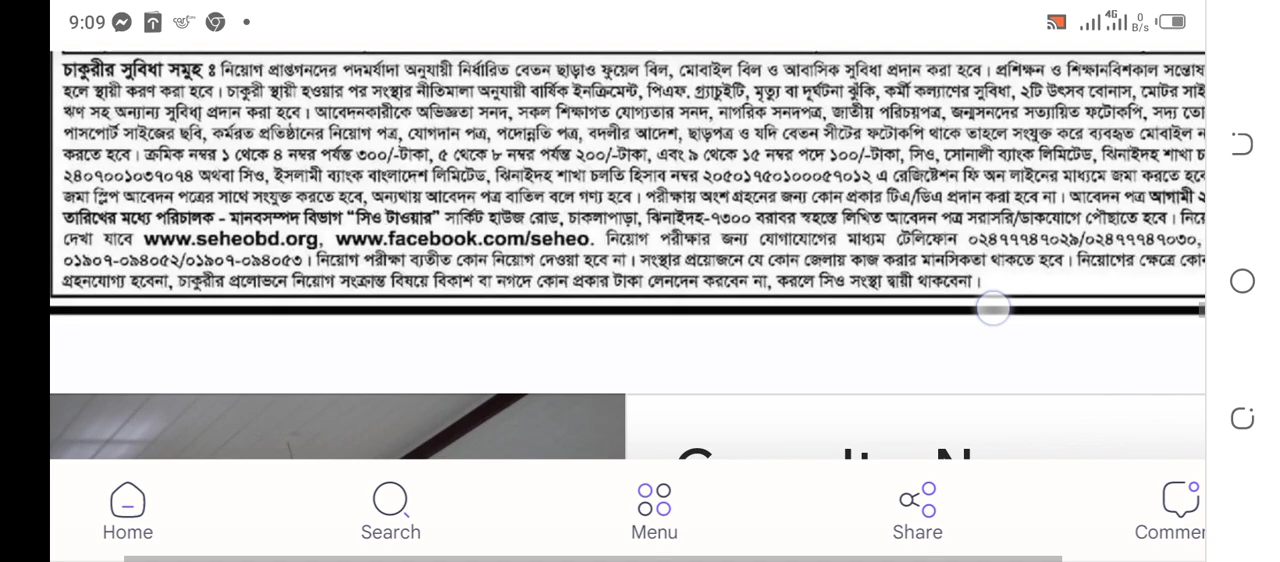 9:09
4G 0 B/s
চাকুরীর সুবিধা সমুহ ঃ নিয়োগ প্রাপ্তগনদের পদমর্যাদা অনুযায়ী নির্ধারিত বেতন ছাড়াও ফুয়েল বিল, মোবাইল বিল ও আবাসিক সুবিধা প্রদান করা হবে। প্রশিক্ষন ও শিক্ষানবিশকাল সন্তোষ
হলে স্থায়ী করণ করা হবে। চাকুরী স্থায়ী হওয়ার পর সংস্থার নীতিমালা অনুযায়ী বার্ষিক ইনক্রিমেন্ট, পিএফ, গ্র্যাচুইটি, মৃত্যু বা দূর্ঘটনা ঝুঁকি, কর্মী কল্যাণের সুবিধা, ২টি উৎসব বোনাস, মোটর সাই
ঋণ সহ অন্যান্য সুবিধা প্রদান করা হবে। আবেদনকারীকে অভিজ্ঞতা সনদ, সকল শিক্ষাগত যোগ্যতার সনদ, নাগরিক সনদপত্র, জাতীয় পরিচয়পত্র, জন্মসনদের সত্যায়িত ফটোকপি, সদ্য তো
পাসপোর্ট সাইজের ছবি, কর্মরত প্রতিষ্ঠানের নিয়োগ পত্র, যোগদান পত্র, পদোন্নতি পত্র, বদলীর আদেশ, ছাড়পত্র ও যদি বেতন সীটের ফটোকপি থাকে তাহলে সংযুক্ত করে ব্যবহৃত মোবাইল ন
করতে হবে। ক্রমিক নম্বর ১ থেকে ৪ নম্বর পর্যন্ত ৩০০/-টাকা, ৫ থেকে ৮ নম্বর পর্যন্ত ২০০/-টাকা, এবং ৯ থেকে ১৫ নম্বর পদে ১০০/-টাকা, সিও, সোনালী ব্যাংক লিমিটেড, ঝিনাইদহ শাখা চ
২৪০৭০০১০৩৭০৭৪ অথবা সিও, ইসলামী ব্যাংক বাংলাদেশ লিমিটেড, ঝিনাইদহ শাখা চলতি হিসাব নম্বর ২০৫০১৭৫০১০০০৫৭০১২ এ রেজিষ্টেশন ফি অন লাইনের মাধ্যমে জমা করতে হবে
জমা স্লিপ আবেদন পত্রের সাথে সংযুক্ত করতে হবে, অন্যথায় আবেদন পত্র বাতিল বলে গণ্য হবে। পরীক্ষায় অংশ গ্রহনের জন্য কোন প্রকার টিএ/ডিএ প্রদান করা হবে না। আবেদন পত্র আগামী ২
তারিখের মধ্যে পরিচালক - মানবসম্পদ বিভাগ “সিও টাওয়ার” সার্কিট হাউজ রোড, চাকলাপাড়া, ঝিনাইদহ-৭৩০০ বরাবর স্বহস্তে লিখিত আবেদন পত্র সরাসরি/ডাকযোগে পৌছাতে হবে। নিয়ে
দেখা যাবে www.seheobd.org, www.facebook.com/seheo. নিয়োগ পরীক্ষার জন্য যোগাযোগের মাধ্যম টেলিফোন ০২৪৭৭৭৪৭০২৯/০২৪৭৭৭৪৭০৩০,
০১৯০৭-০৯৪০৫২/০১৯০৭-০৯৪০৫৩। নিয়োগ পরীক্ষা ব্যতীত কোন নিয়োগ দেওয়া হবে না। সংস্থার প্রয়োজনে যে কোন জেলায় কাজ করার মানসিকতা থাকতে হবে। নিয়োগের ক্ষেত্রে কোন
গ্রহনযোগ্য হবেনা, চাকুরীর প্রলোভনে নিয়োগ সংক্রান্ত বিষয়ে বিকাশ বা নগদে কোন প্রকার টাকা লেনদেন করবেন না, করলে সিও সংস্থা দ্বায়ী থাকবেনা।
Home Search Menu Share Commen